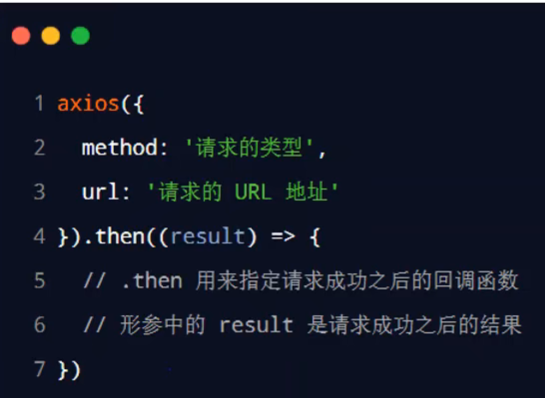 1 axios({
2 method: '请求的类型',
3 url: '请求的 URL 地址'
4 }).then((result) => {
5 // .then 用来指定请求成功之后的回调函数
6 // 形参中的 result 是请求成功之后的结果
7 })